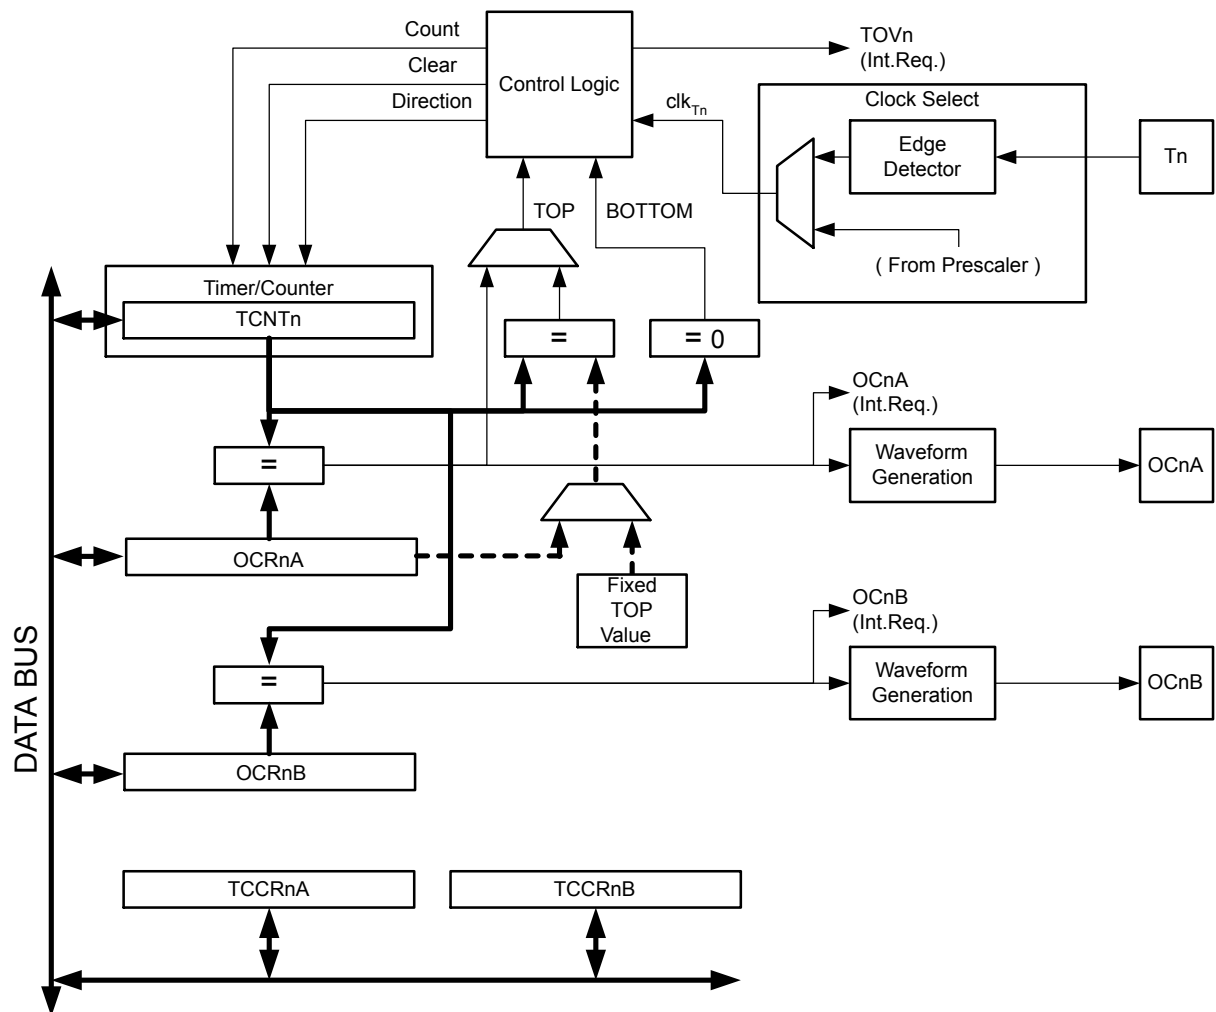 Count
TOVn
(Int.Req.)
Clear
Control Logic
Clock Select
Direction
clkTn
Edge
Detector
Tn
TOP
BOTTOM
( From Prescaler )
Timer/Counter
TCNTn
=
= 0
OCnA
(Int.Req.)
=
Waveform
Generation
OCnA
OCRnA
Fixed
TOP
Value
OCnB
(Int.Req.)
=
Waveform
Generation
OCnB
DATA BUS
OCRnB
TCCRnA
TCCRnB